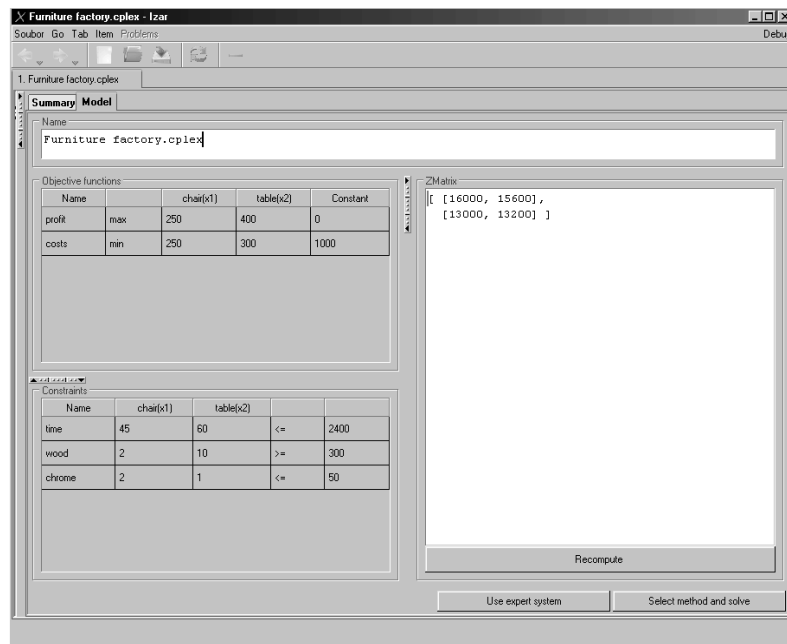 Furniture factory.cplex - Izar
Soubor Go Tab Item Problems Debu
1. Furniture factory.cplex
Summary Model
Name
Furniture factory.cplex
Objective functions
Name chair(x1) table(x2) Constant
profit max 250 400 0
costs min 250 300 1000
Constraints
Name chair(x1) table(x2)
time 45 60 <= 2400
wood 2 10 >= 300
chrome 2 1 <= 50
ZMatrix
[ [16000, 15600],
[13000, 13200] ]
Recompute
Use expert system Select method and solve